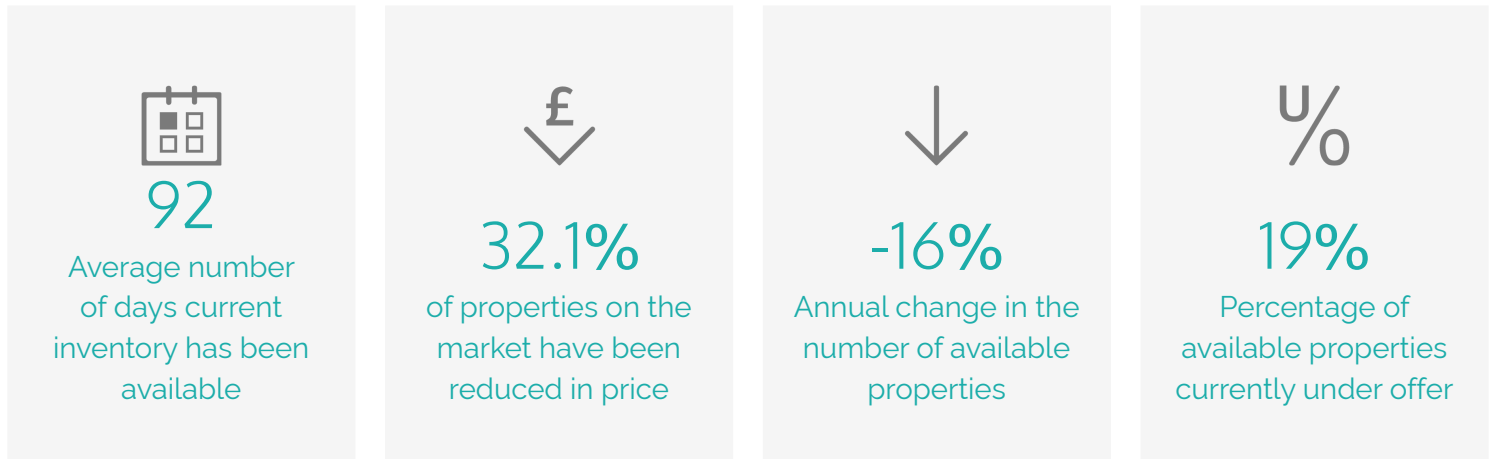 92
Average number
of days current
inventory has been
available
£
32.1%
of properties on the
market have been
reduced in price
-16%
Annual change in the
number of available
properties
U/o
19%
Percentage of
available properties
currently under offer